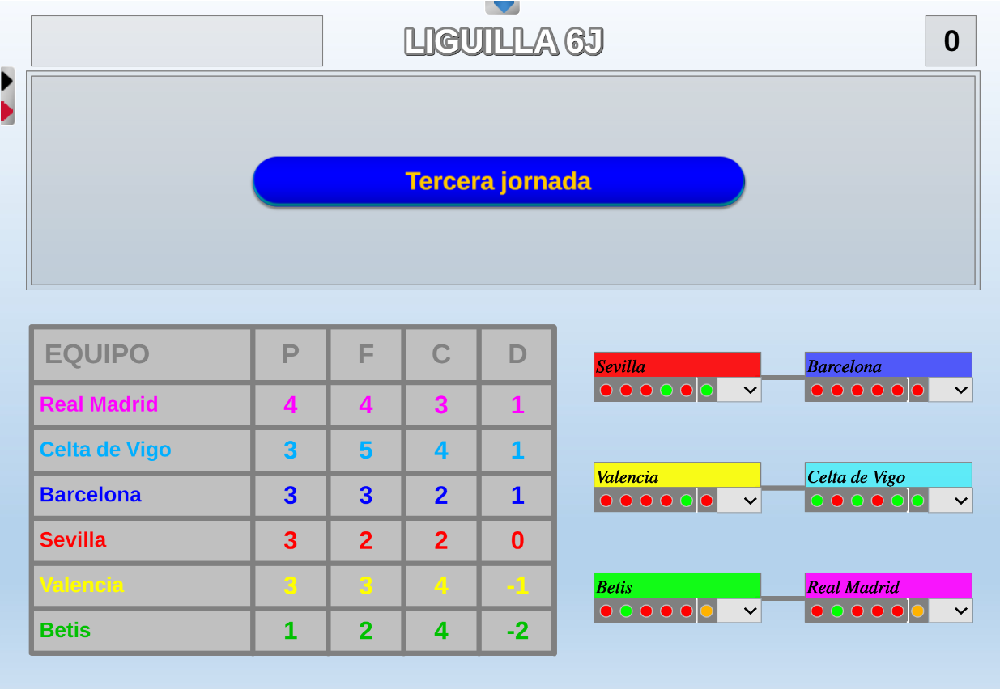 LIGUILLA 6J
0
Tercera jornada
EQUIPO P F C D
Real Madrid 4 4 3 1
Celta de Vigo 3 5 4 1
Barcelona 3 3 2 1
Sevilla 3 2 2 0
Valencia 3 3 4 -1
Betis 1 2 4 -2
Sevilla Barcelona
Valencia Celta de Vigo
Betis Real Madrid